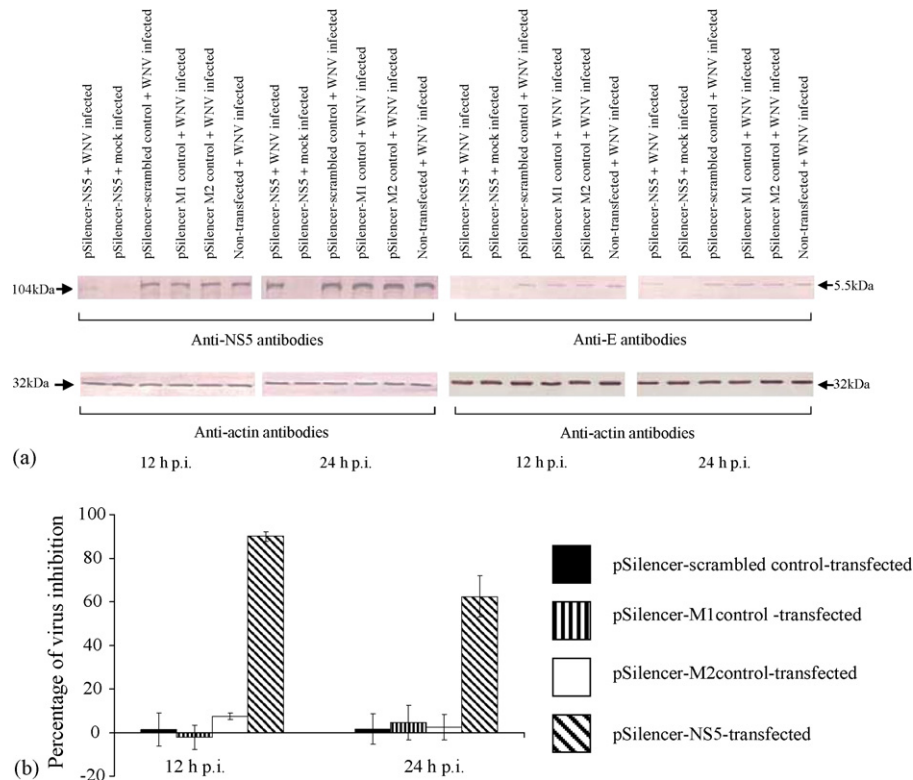 pSilencer-NS5 + WNV infected
pSilencer-NS5 + mock infected
pSilencer-scrambled control + WNV infected
pSilencer M1 control + WNV infected
pSilencer M2 control + WNV infected
Non-transfected + WNV infected
pSilencer-NS5 + WNV infected
pSilencer-NS5 + mock infected
pSilencer-scrambled control + WNV infected
pSilencer-M1 control + WNV infected
pSilencer M2 control + WNV infected
Non-transfected + WNV infected
pSilencer-NS5 + WNV infected
pSilencer-NS5 + mock infected
pSilencer-scrambled control + WNV infected
pSilencer M1 control + WNV infected
pSilencer M2 control + WNV infected
Non-transfected + WNV infected
pSilencer-NS5 + WNV infected
pSilencer-NS5 + mock infected
pSilencer-scrambled control + WNV infected
pSilencer M1 control + WNV infected
pSilencer M2 control + WNV infected
Non-transfected + WNV infected
104kDa
5.5kDa
Anti-NS5 antibodies
Anti-E antibodies
32kDa
32kDa
Anti-actin antibodies
Anti-actin antibodies
(a)
12 h p.i.
24 h p.i.
12 h p.i.
24 h p.i.
Percentage of virus inhibition
100
80
60
40
20
0
-20
12 h p.i.
24 h p.i.
pSilencer-scrambled control-transfected
pSilencer-M1control -transfected
pSilencer-M2control-transfected
pSilencer-NS5-transfected
(b)